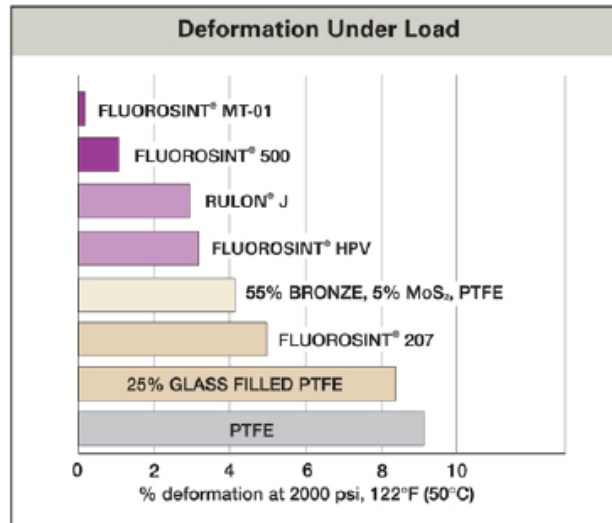 Deformation Under Load
FLUOROSINT® MT-01
FLUOROSINT® 500
RULON® J
FLUOROSINT® HPV
55% BRONZE, 5% MoS₂, PTFE
FLUOROSINT® 207
25% GLASS FILLED PTFE
PTFE
0 2 4 6 8 10
% deformation at 2000 psi, 122°F (50°C)